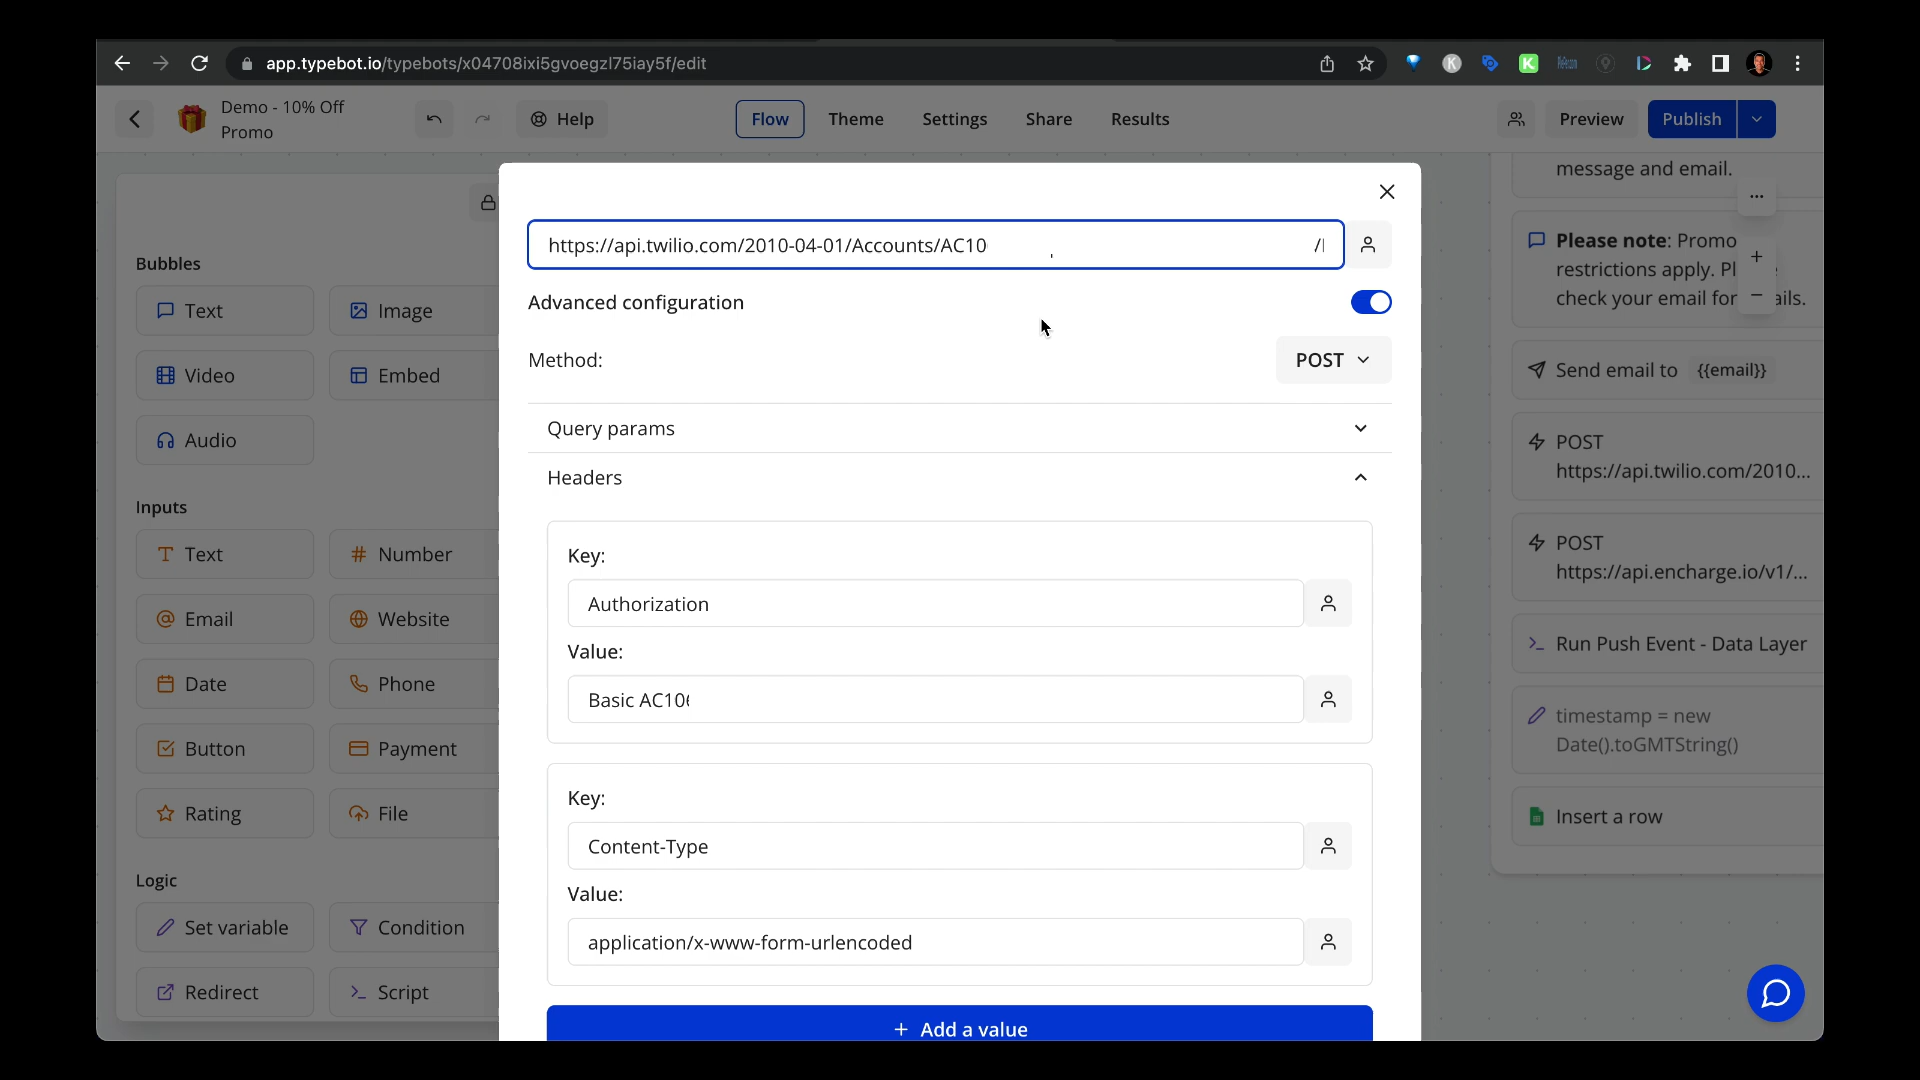 app.typebot.io/typebots/x04708ixi5gvoegzl75iay5f/edit
Demo - 10% Off
Promo
Help
Flow
Theme
Settings
Share
Results
Preview
Publish
Bubbles
Text
Image
Video
Embed
Audio
Inputs
Text
Number
Email
Website
Date
Phone
Button
Payment
Rating
File
Logic
Set variable
Condition
Redirect
Script
https://api.twilio.com/2010-04-01/Accounts/AC10
Advanced configuration
Method:
POST
Query params
Headers
Key:
Authorization
Value:
Basic AC10
Key:
Content-Type
Value:
application/x-www-form-urlencoded
+ Add a value
message and email.
Please note: Promo
restrictions apply.
check your email for
Send email to {{email}}
POST
https://api.twilio.com/2010...
POST
https://api.encharge.io/v1/...
Run Push Event - Data Layer
timestamp = new
Date().toGMTString()
Insert a row